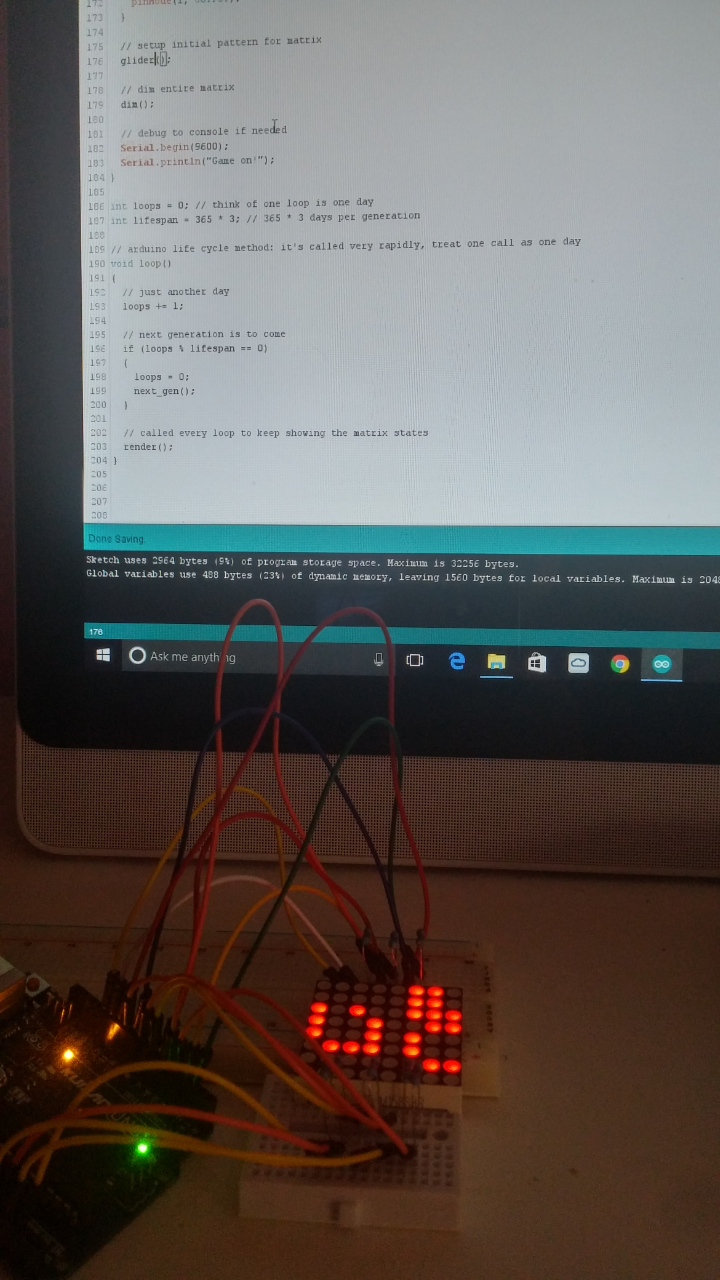 172
173 }
174
175 // setup initial pattern for matrix
176 glider();
177
178 // dim entire matrix
179 dim();
180
181 // debug to console if needed
182 Serial.begin(9600);
183 Serial.println("Game on!");
184 }
185
186 int loops = 0; // think of one loop is one day
187 int lifespan = 365 * 3; // 365 * 3 days per generation
188
189 // arduino life cycle method: it's called very rapidly, treat one call as one day
190 void loop()
191 {
192 // just another day
193 loops += 1;
194
195 // next generation is to come
196 if (loops % lifespan == 0)
197 {
198 loops = 0;
199 next_gen();
200 }
201
202 // called every loop to keep showing the matrix states
203 render();
204 }
205
206
207
208
Done Saving.
Sketch uses 2964 bytes (9%) of program storage space. Maximum is 32256 bytes.
Global variables use 488 bytes (23%) of dynamic memory, leaving 1560 bytes for local variables. Maximum is 2048
176
Ask me anything